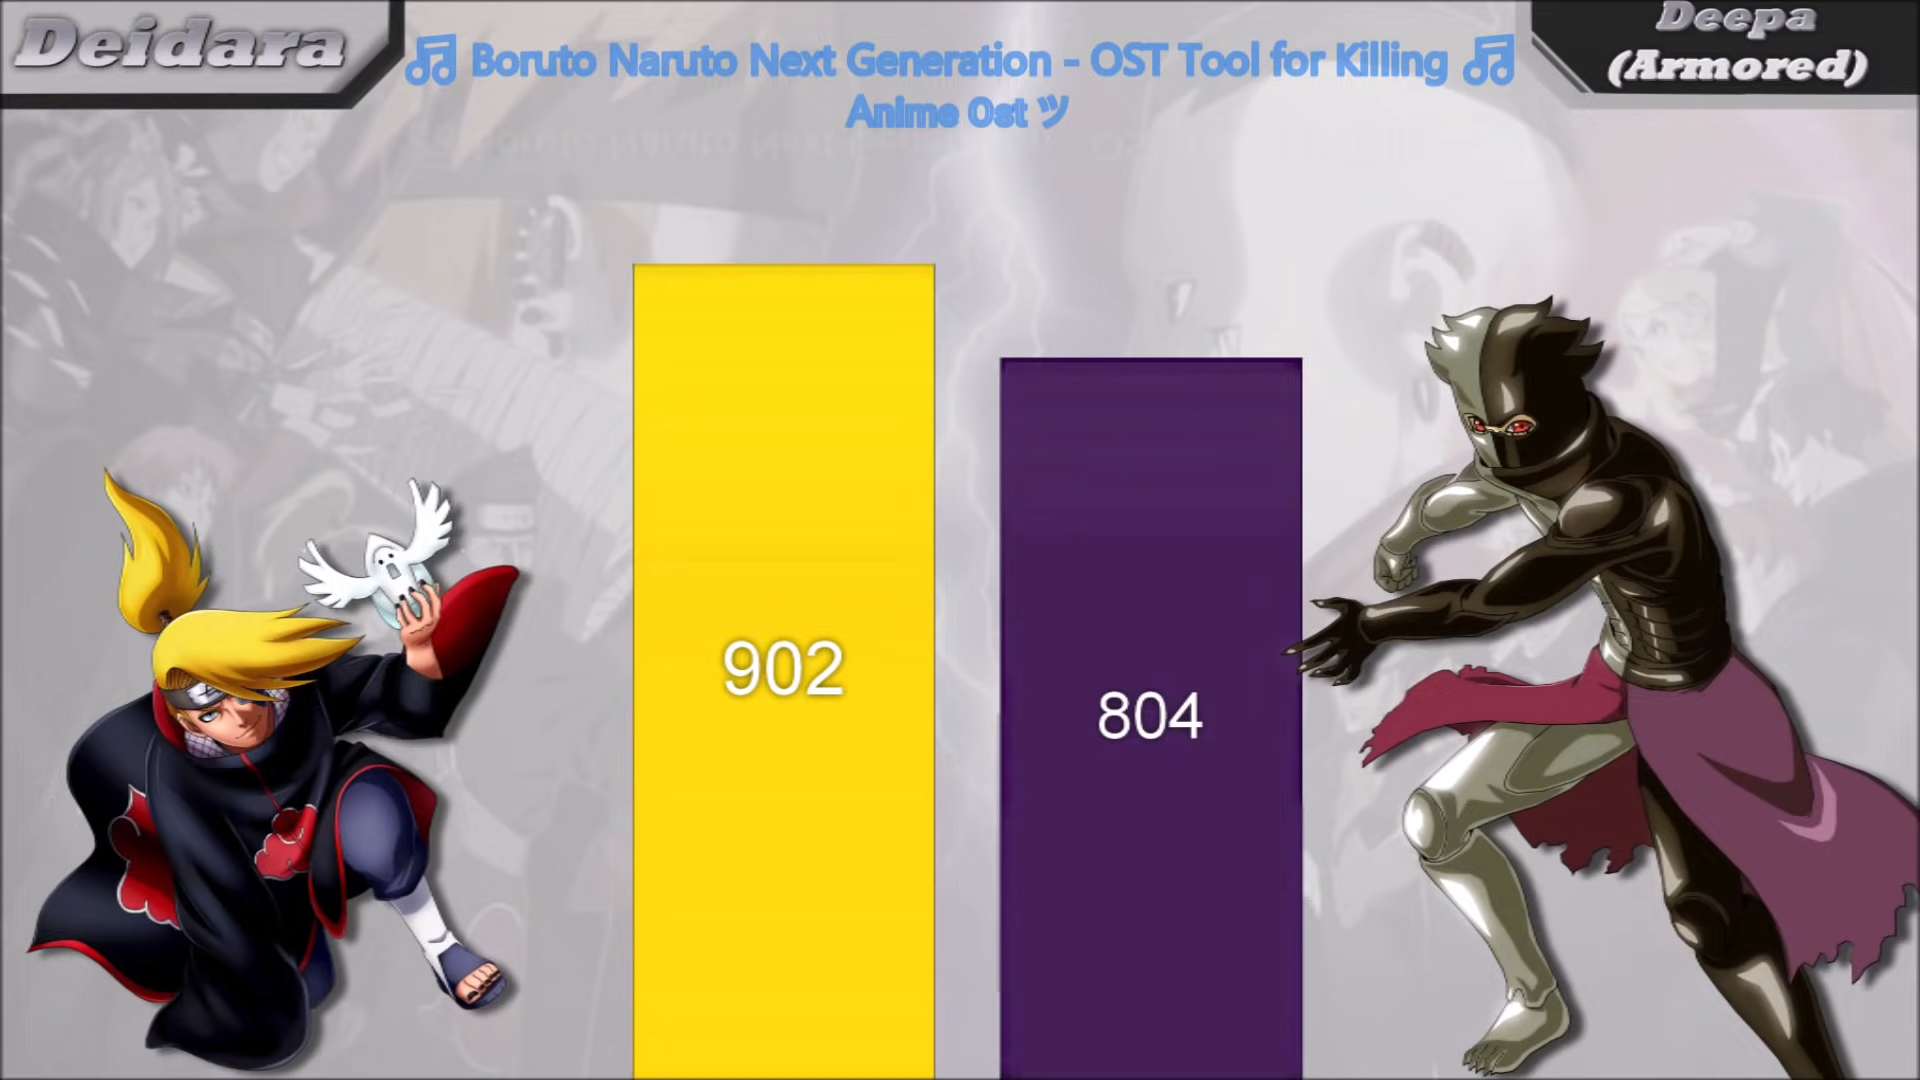 Deidara
🎵 Boruto Naruto Next Generation - OST Tool for Killing 🎵
Anime Ost ツ
Deepa
(Armored)
902
804